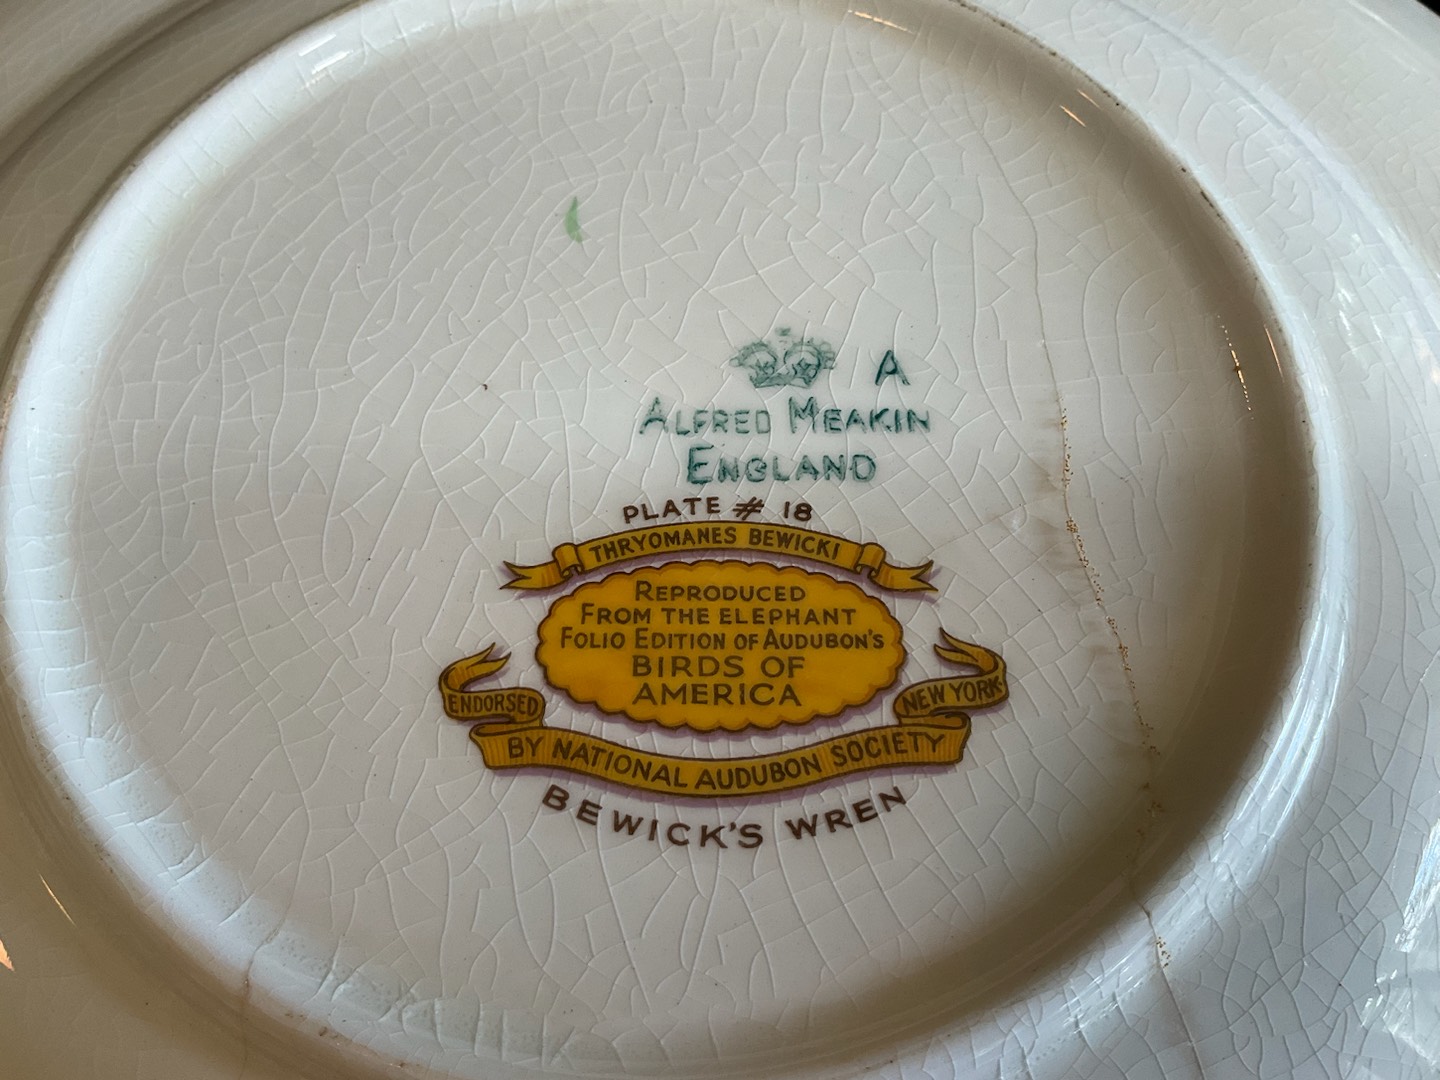 A
ALFRED MEAKIN
ENGLAND
PLATE # 18
THRYOMANES BEWICKI
REPRODUCED
FROM THE ELEPHANT
FOLIO EDITION OF AUDUBON'S
BIRDS OF
AMERICA
ENDORSED
BY NATIONAL AUDUBON SOCIETY
NEW YORK
BEWICK'S WREN